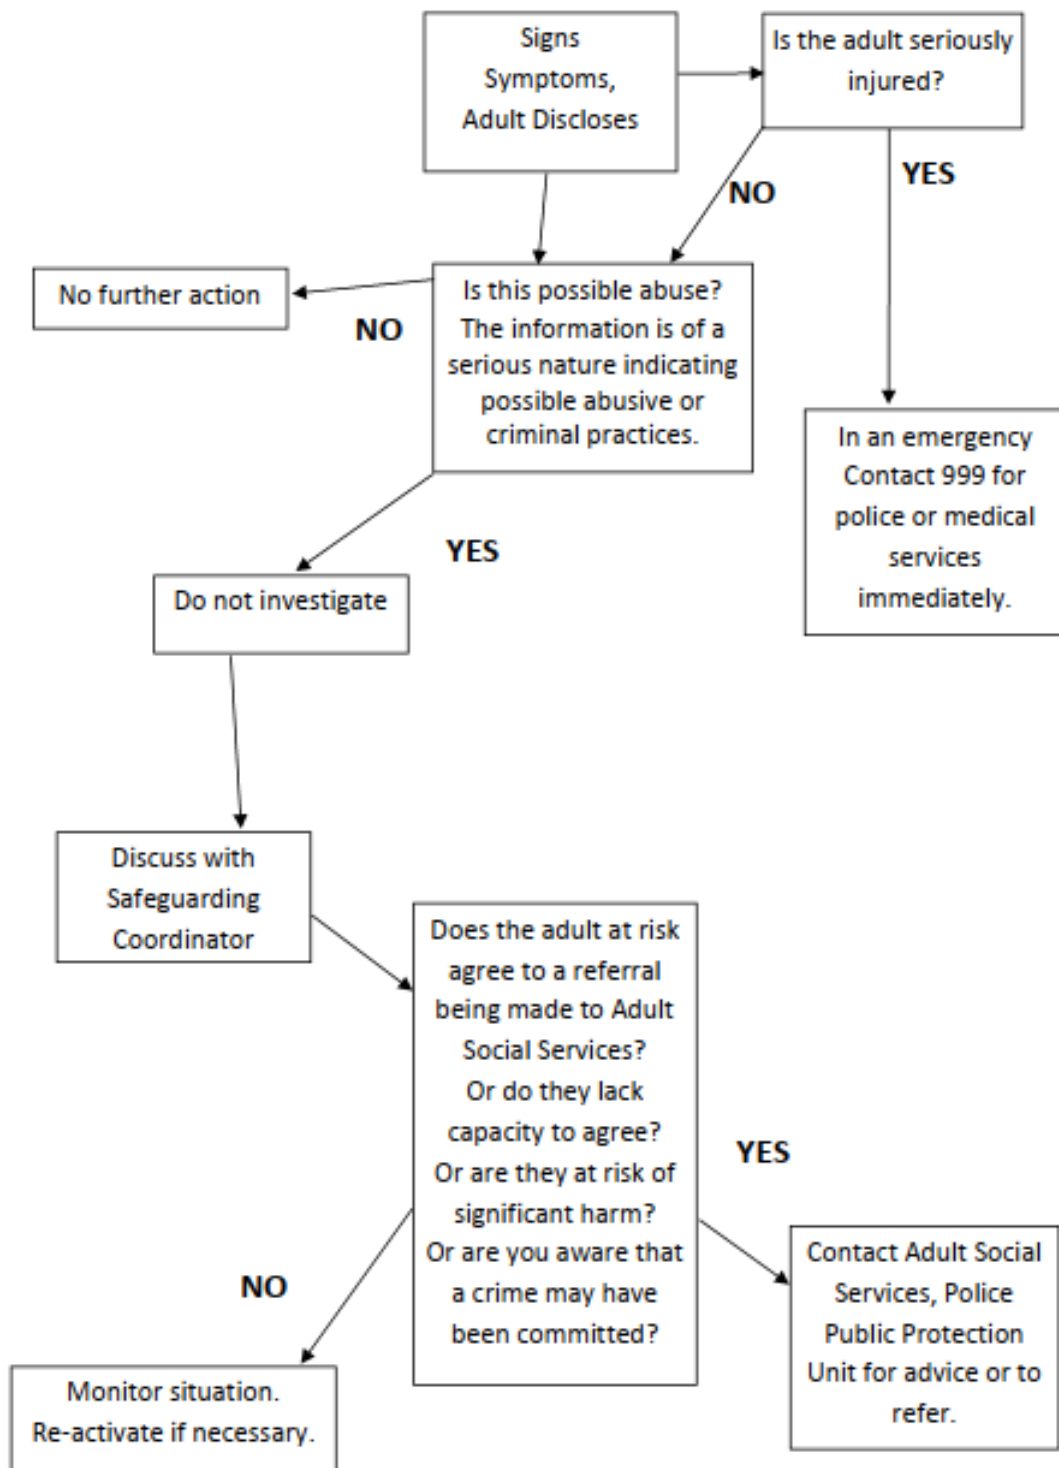 Signs
Symptoms,
Adult Discloses
Is the adult seriously
injured?
NO
YES
No further action
NO
Is this possible abuse?
The information is of a
serious nature indicating
possible abusive or
criminal practices.
In an emergency
Contact 999 for
police or medical
services
immediately.
YES
Do not investigate
Discuss with
Safeguarding
Coordinator
Does the adult at risk
agree to a referral
being made to Adult
Social Services?
Or do they lack
capacity to agree?
Or are they at risk of
significant harm?
Or are you aware that
a crime may have
been committed?
YES
NO
Contact Adult Social
Services, Police
Public Protection
Unit for advice or to
refer.
Monitor situation.
Re-activate if necessary.